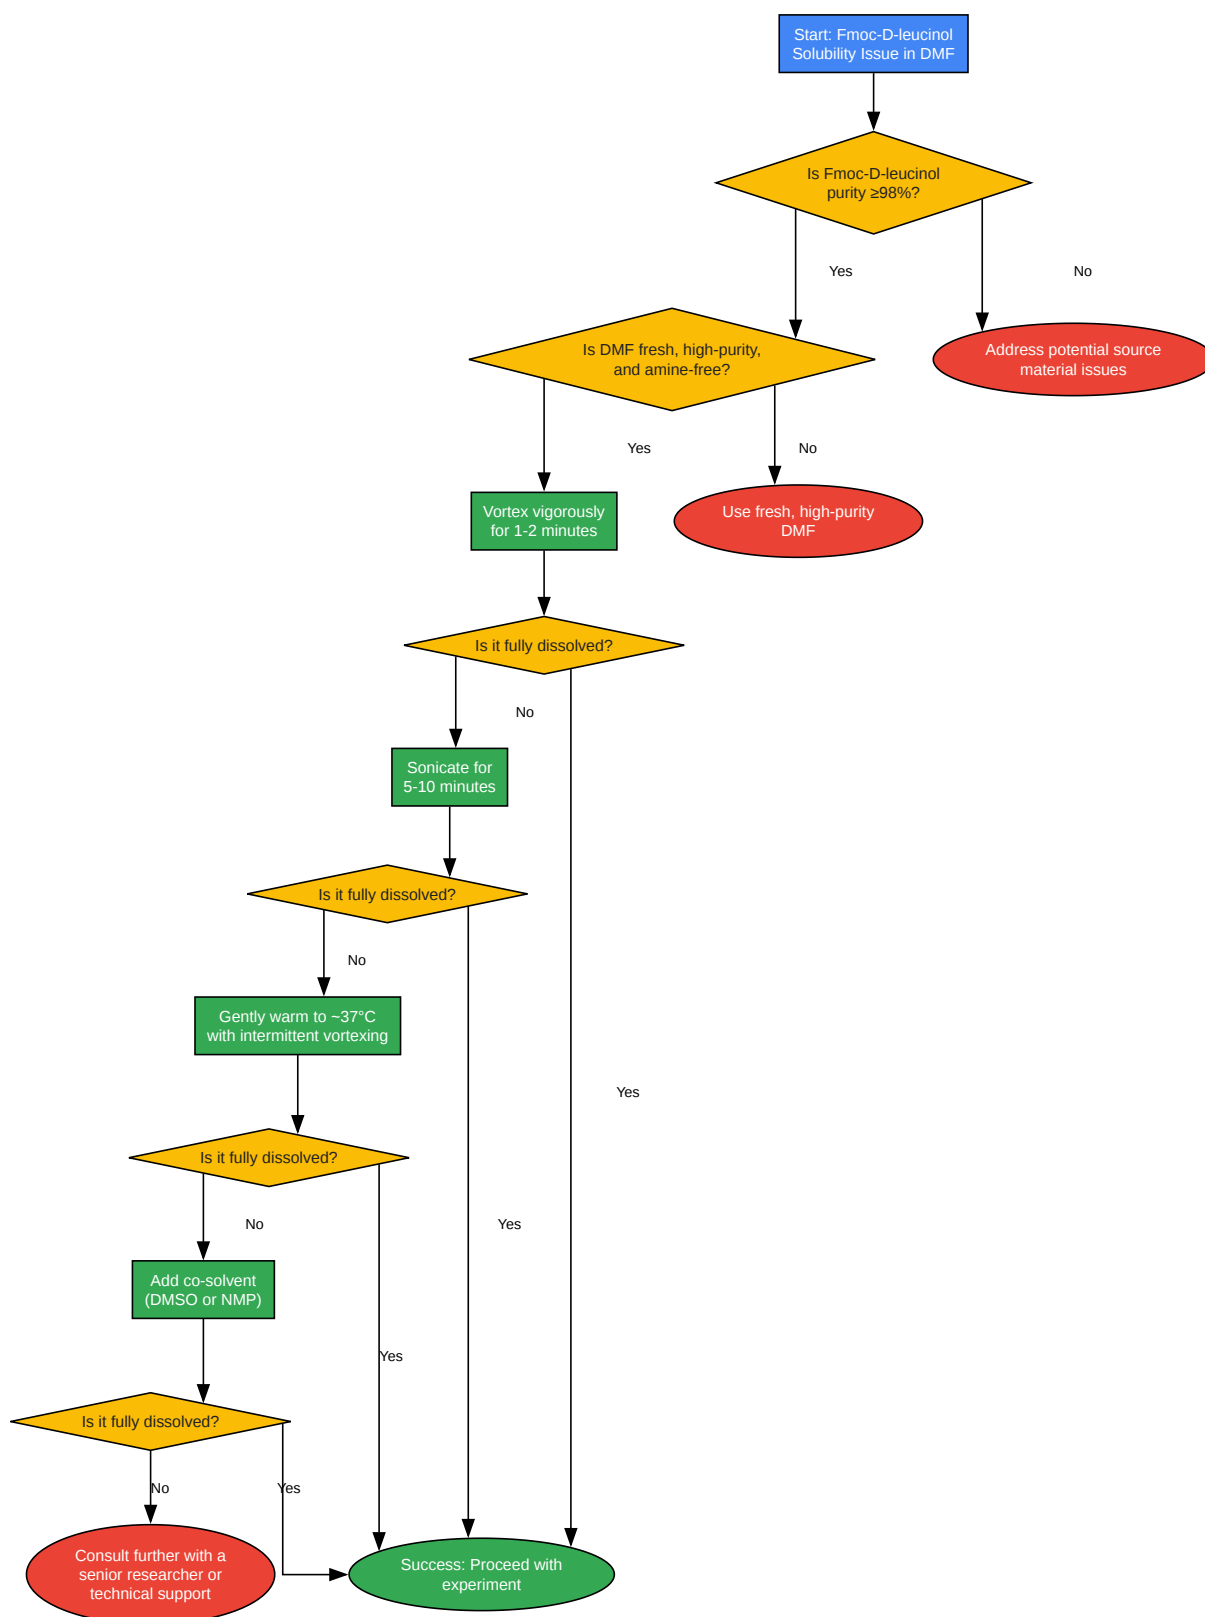 Start: Fmoc-D-leucinol
Solubility Issue in DMF
Is Fmoc-D-leucinol
purity ≥98%?
Yes
No
Is DMF fresh, high-purity,
and amine-free?
Address potential source
material issues
Yes
No
Vortex vigorously
for 1-2 minutes
Use fresh, high-purity
DMF
Is it fully dissolved?
No
Sonicate for
5-10 minutes
Is it fully dissolved?
No
Gently warm to ~37°C
with intermittent vortexing
Yes
Is it fully dissolved?
No
Yes
Add co-solvent
(DMSO or NMP)
Yes
Is it fully dissolved?
No
Yes
Consult further with a
senior researcher or
technical support
Success: Proceed with
experiment